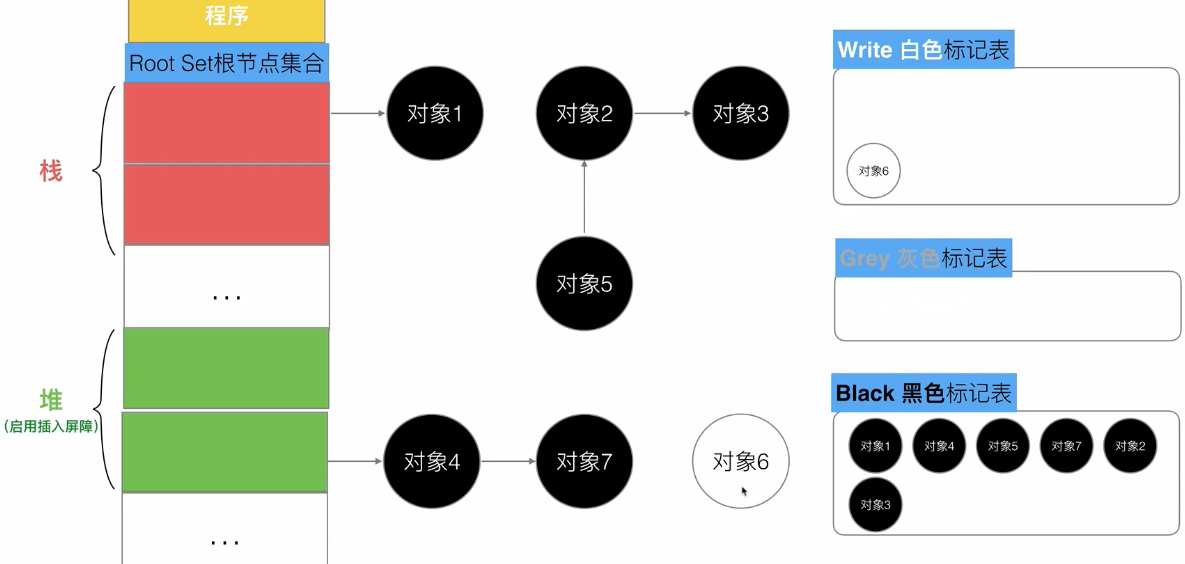 程序
Root Set根节点集合
栈
...
堆
(启用插入屏障)
...
对象1
对象2
对象3
对象5
对象4
对象7
对象6
Write 白色标记表
对象6
Grey 灰色标记表
Black 黑色标记表
对象1 对象4 对象5 对象7 对象2
对象3